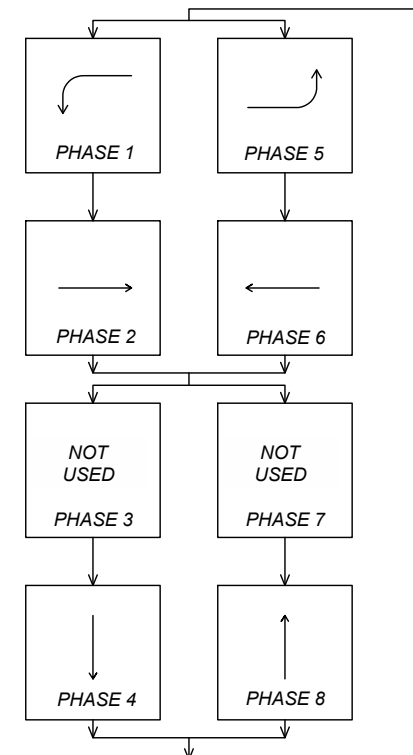 PHASE 1
PHASE 5
PHASE 2
PHASE 6
NOT
USED
PHASE 3
NOT
USED
PHASE 7
PHASE 4
PHASE 8